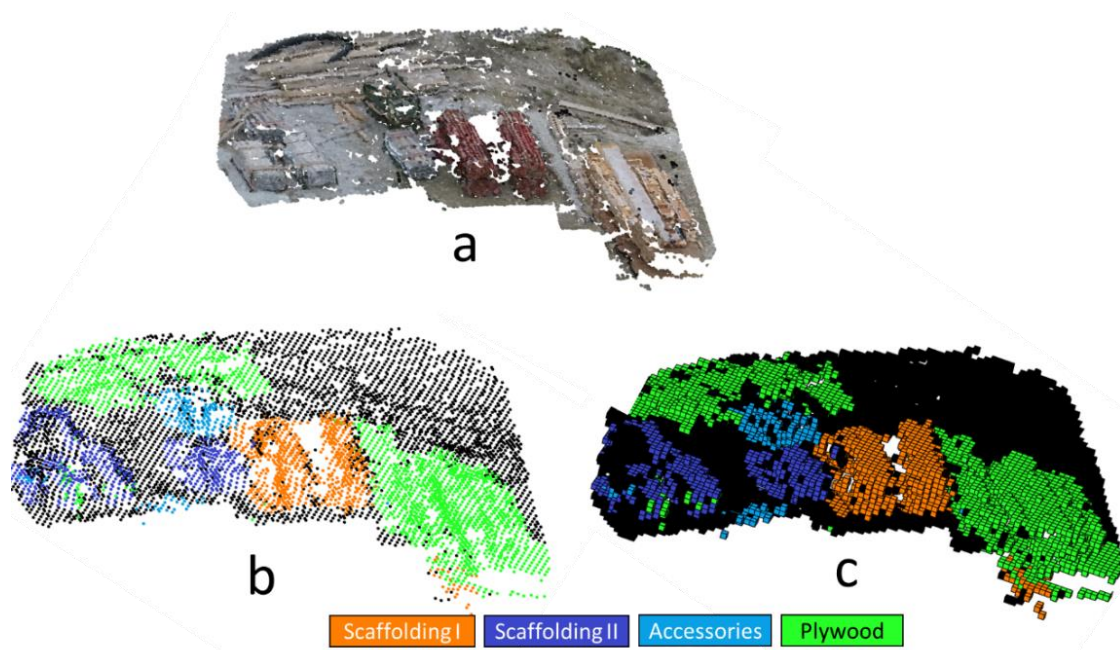 a
b
c
Scaffolding I
Scaffolding II
Accessories
Plywood